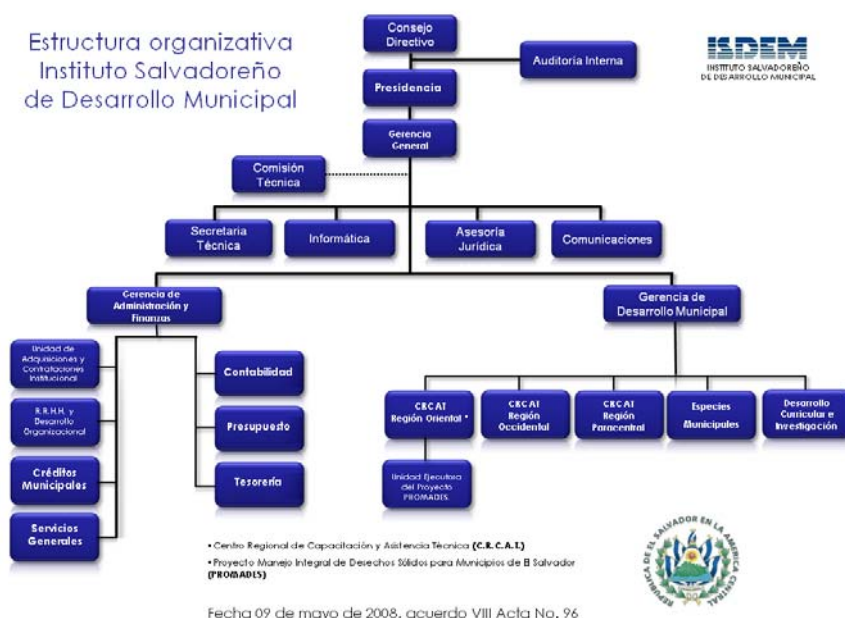 Estructura organizativa
Instituto Salvadoreño
de Desarrollo Municipal
Consejo
Directivo
Auditoría Interna
ISDEM
INSTITUTO SALVADOREÑO
DE DESARROLLO MUNICIPAL
Presidencia
Gerencia
General
Comisión
Técnica
Secretaria
Técnica
Informática
Asesoría
Jurídica
Comunicaciones
Gerencia de
Administración y
Finanzas
Gerencia de
Desarrollo Municipal
Unidad de
Adquisiciones y
Contrataciones
Institucional
Contabilidad
R.R.H.H. y
Desarrollo
Organizacional
Presupuesto
Créditos
Municipales
Tesorería
Servicios
Generales
CRCAT
Región Oriental *
CRCAT
Región
Occidental
CRCAT
Región
Paracentral
Especies
Municipales
Desarrollo
Curricular e
Investigación
Unidad Ejecutora
del Proyecto
PROMADES
• Centro Regional de Capacitación y Asistencia Técnica (C.R.C.A.T.)
• Proyecto Manejo Integral de Desechos Sólidos para Municipios de El Salvador
(PROMADES)
REPUBLICA DE EL SALVADOR EN LA AMERICA CENTRAL
Fecha 09 de mayo de 2008, acuerdo VIII Acta No. 96